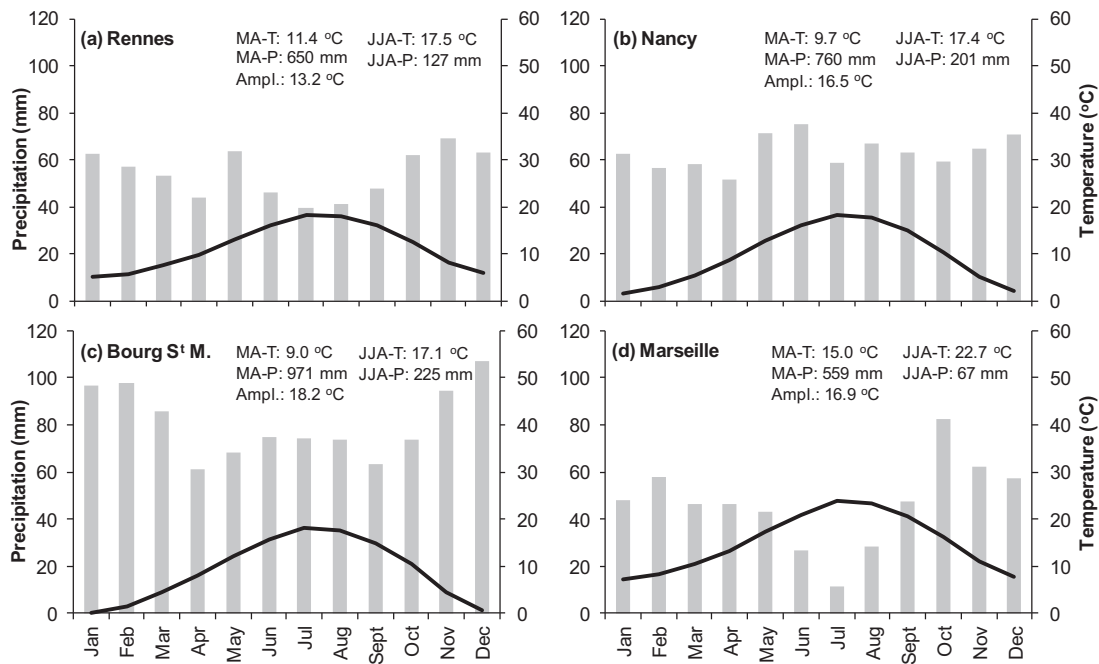 120
100
80
60
40
20
0
Precipitation (mm)
(a) Rennes
MA-T: 11.4 ºC
JJA-T: 17.5 ºC
MA-P: 650 mm
JJA-P: 127 mm
Ampl.: 13.2 ºC
60
50
40
30
20
10
0
120
100
80
60
40
20
0
(b) Nancy
MA-T: 9.7 ºC
JJA-T: 17.4 ºC
MA-P: 760 mm
JJA-P: 201 mm
Ampl.: 16.5 ºC
60
50
40
30
20
10
0
Temperature (ºC)
120
100
80
60
40
20
0
Precipitation (mm)
(c) Bourg Sᵗ M.
MA-T: 9.0 ºC
JJA-T: 17.1 ºC
MA-P: 971 mm
JJA-P: 225 mm
Ampl.: 18.2 ºC
60
50
40
30
20
10
0
Jan
Feb
Mar
Apr
May
Jun
Jul
Aug
Sept
Oct
Nov
Dec
120
100
80
60
40
20
0
(d) Marseille
MA-T: 15.0 ºC
JJA-T: 22.7 ºC
MA-P: 559 mm
JJA-P: 67 mm
Ampl.: 16.9 ºC
60
50
40
30
20
10
0
Temperature (ºC)
Jan
Feb
Mar
Apr
May
Jun
Jul
Aug
Sept
Oct
Nov
Dec